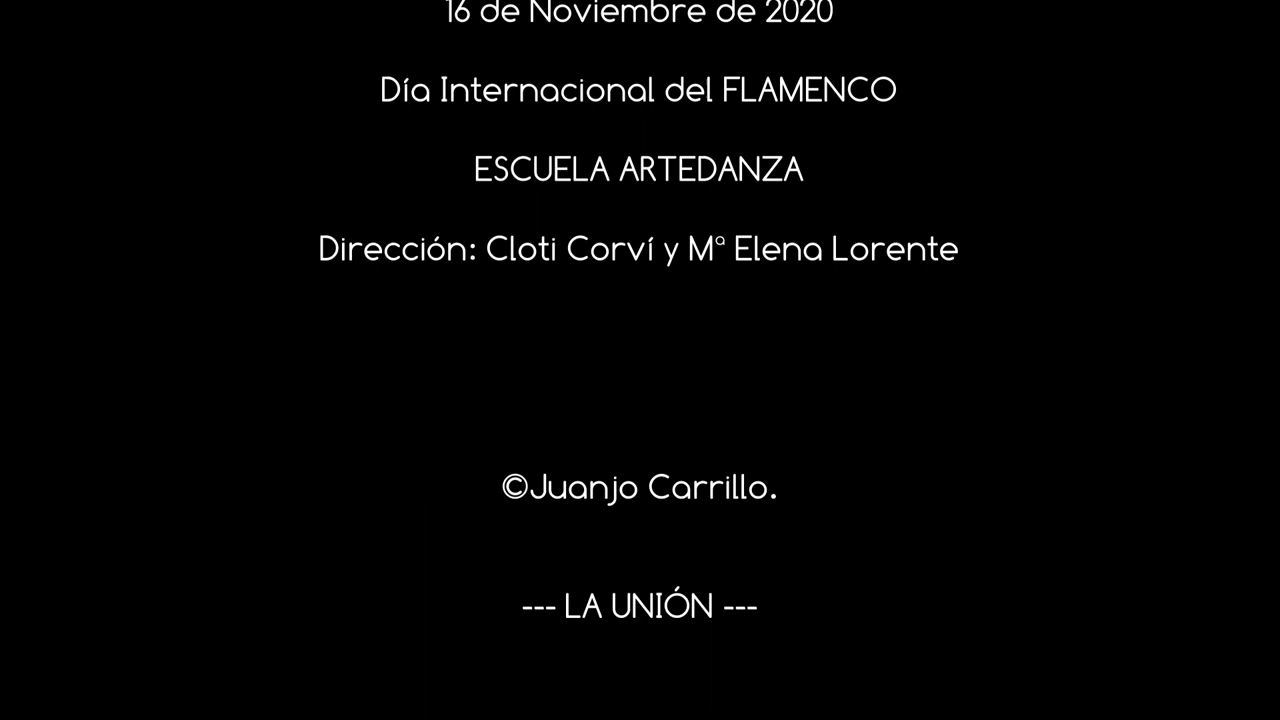 16 de Noviembre de 2020
Día Internacional del FLAMENCO
ESCUELA ARTEDANZA
Dirección: Cloti Corví y Mª Elena Lorente
©Juanjo Carrillo.
--- LA UNIÓN ---